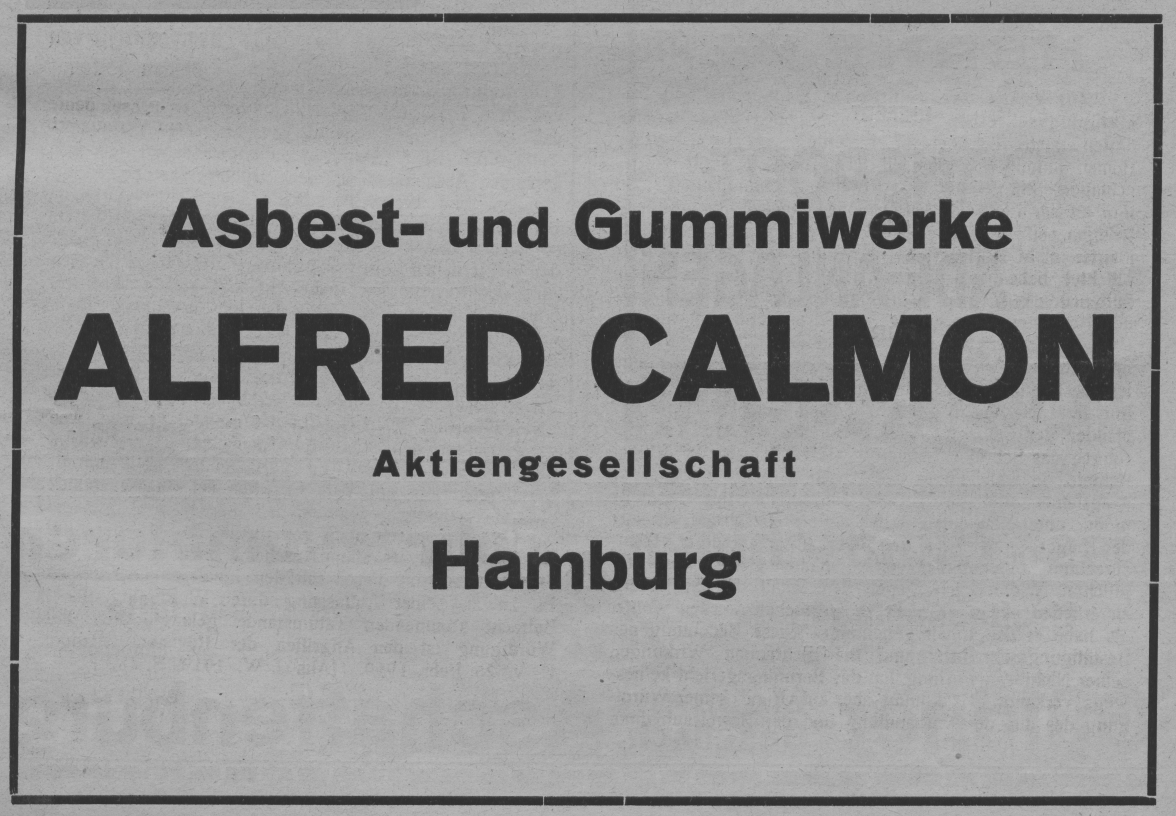 Asbest- und Gummiwerke
ALFRED CALMON
Aktiengesellschaft
Hamburg